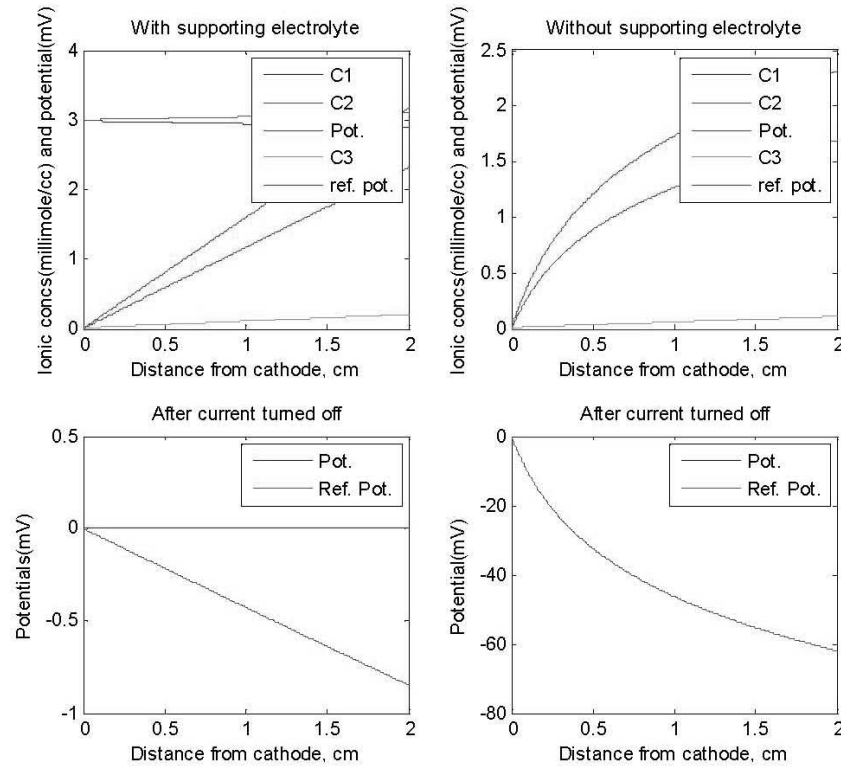 With supporting electrolyte
Ionic concs(millimole/cc) and potential(mV)
4
3
2
1
0
C1
C2
Pot.
C3
ref. pot.
0
0.5
1
1.5
2
Distance from cathode, cm
Without supporting electrolyte
Ionic concs(millimole/cc) and potential(mV)
2.5
2
1.5
1
0.5
0
C1
C2
Pot.
C3
ref. pot.
0
0.5
1
1.5
2
Distance from cathode, cm
After current turned off
Potentials(mV)
0.5
0
-0.5
-1
Pot.
Ref. Pot.
0
0.5
1
1.5
2
Distance from cathode, cm
After current turned off
Potential(mV)
0
-20
-40
-60
-80
Pot.
Ref. Pot.
0
0.5
1
1.5
2
Distance from cathode, cm